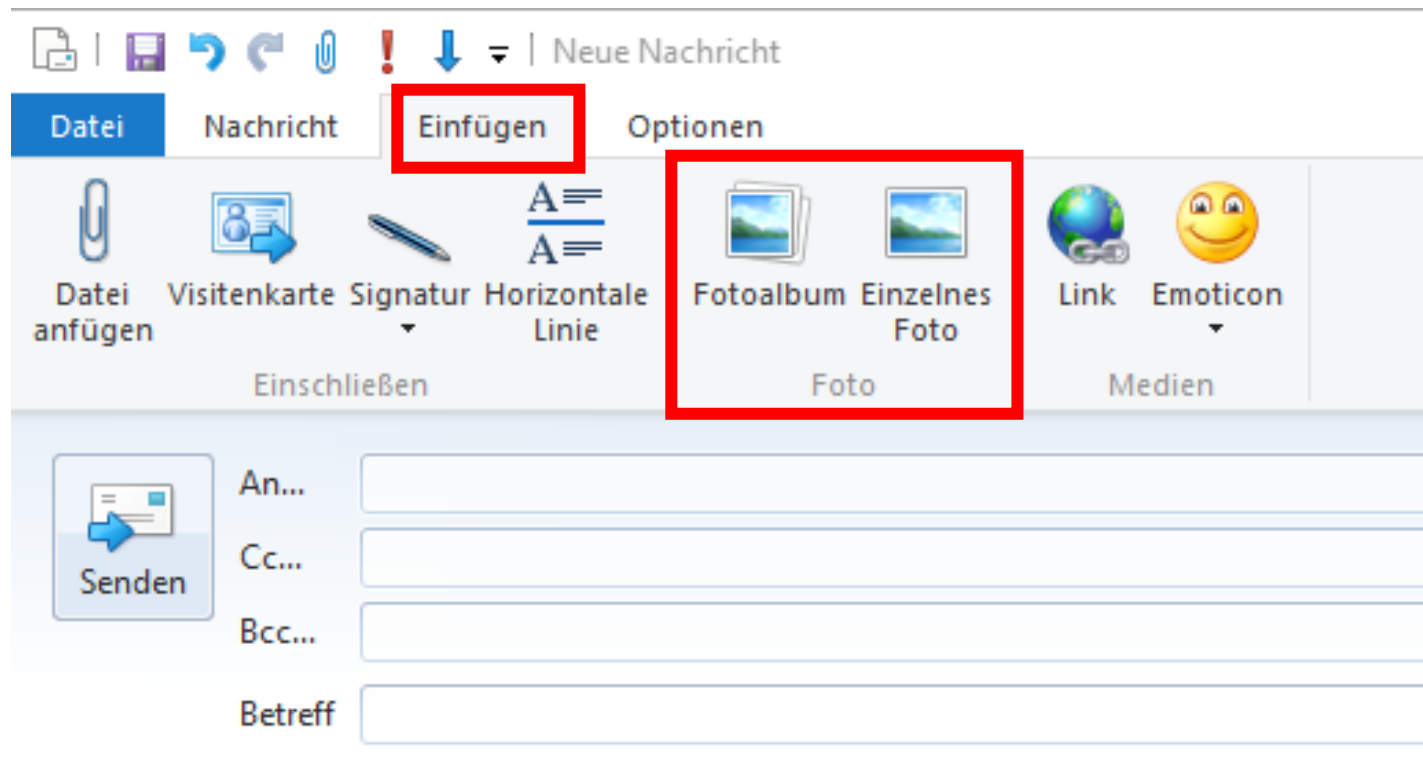 Neue Nachricht
Datei Nachricht Einfügen Optionen
Datei anfügen
Visitenkarte
Signatur
Horizontale Linie
Fotoalbum
Einzelnes Foto
Link
Emoticon
Einschließen Foto Medien
Senden
An...
Cc...
Bcc...
Betreff